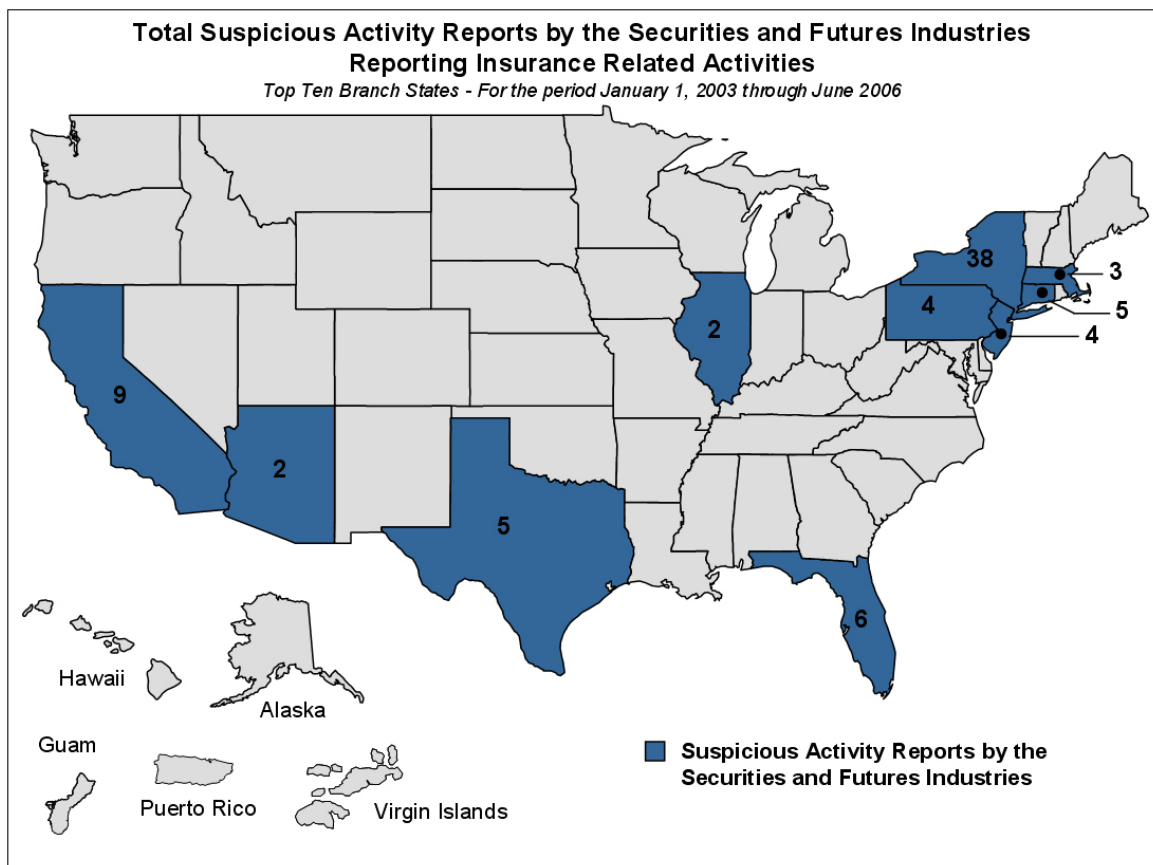 Total Suspicious Activity Reports by the Securities and Futures Industries
Reporting Insurance Related Activities
Top Ten Branch States - For the period January 1, 2003 through June 2006
38
3
4
5
2
4
9
2
5
6
Hawaii
Alaska
Guam
Puerto Rico
Virgin Islands
Suspicious Activity Reports by the
Securities and Futures Industries